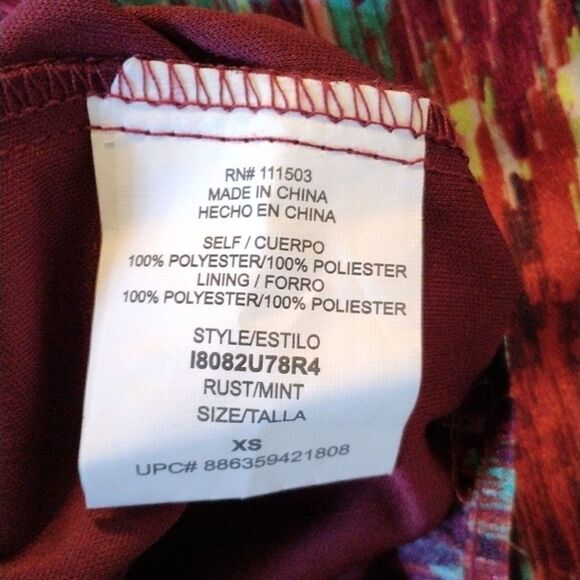 RN# 111503
MADE IN CHINA
HECHO EN CHINA
SELF / CUERPO
100% POLYESTER/100% POLIESTER
LINING / FORRO
100% POLYESTER/100% POLIESTER
STYLE/ESTILO
I8082U78R4
RUST/MINT
SIZE/TALLA
XS
UPC# 886359421808